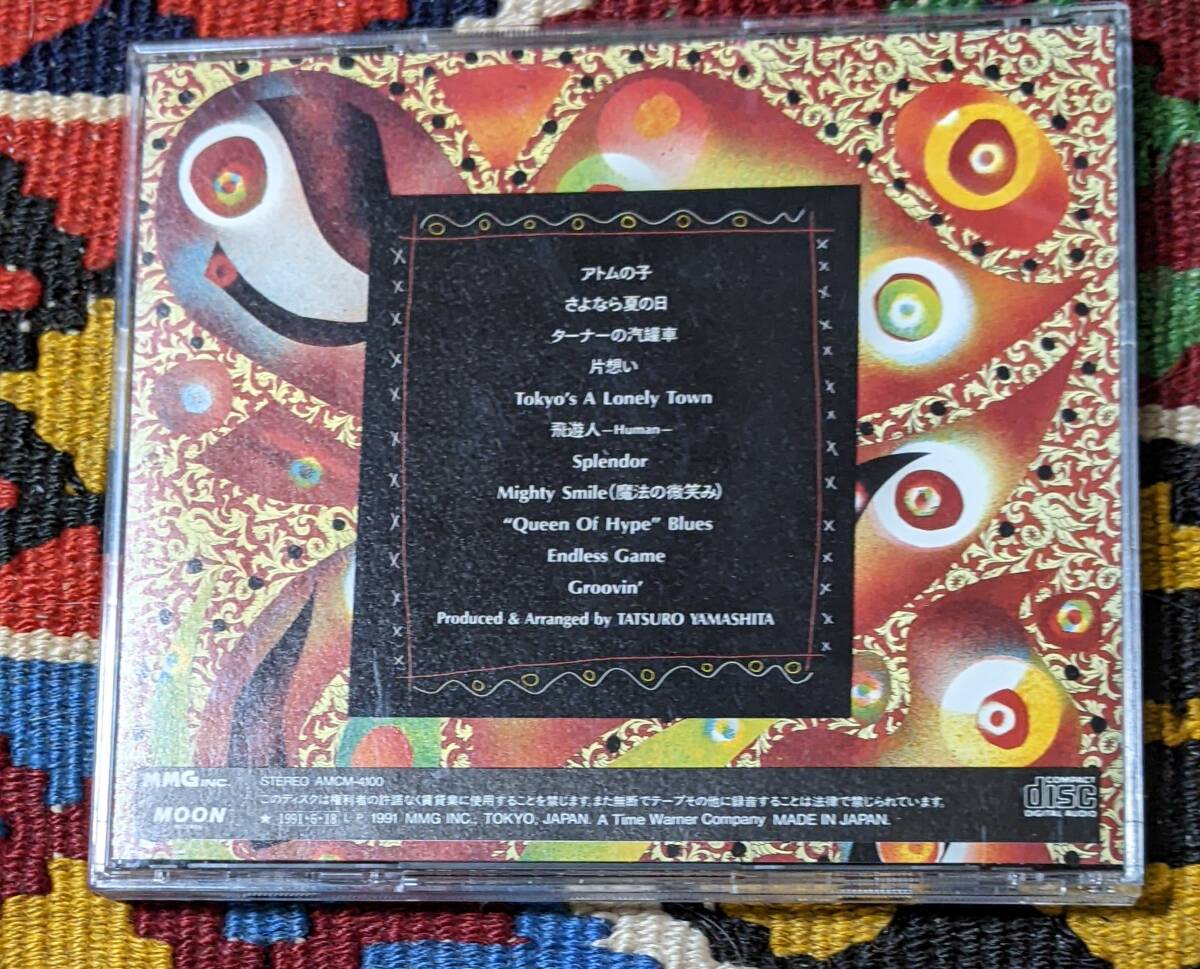 アトムの子
さよなら夏の日
ターナーの汽罐車
片想い
Tokyo's A Lonely Town
飛遊人—Human—
Splendor
Mighty Smile(魔法の微笑み)
"Queen Of Hype" Blues
Endless Game
Groovin'
Produced & Arranged by TATSURO YAMASHITA
MMG INC. STEREO AMCM-4100
このディスクは権利者の許諾なく賃貸業に使用することを禁じます。また無断でテープその他に録音することは法律で禁じられています。
MOON
★ 1991・6・18 L P 1991 MMG INC., TOKYO, JAPAN. A Time Warner Company MADE IN JAPAN.
COMPACT
disc
DIGITAL AUDIO